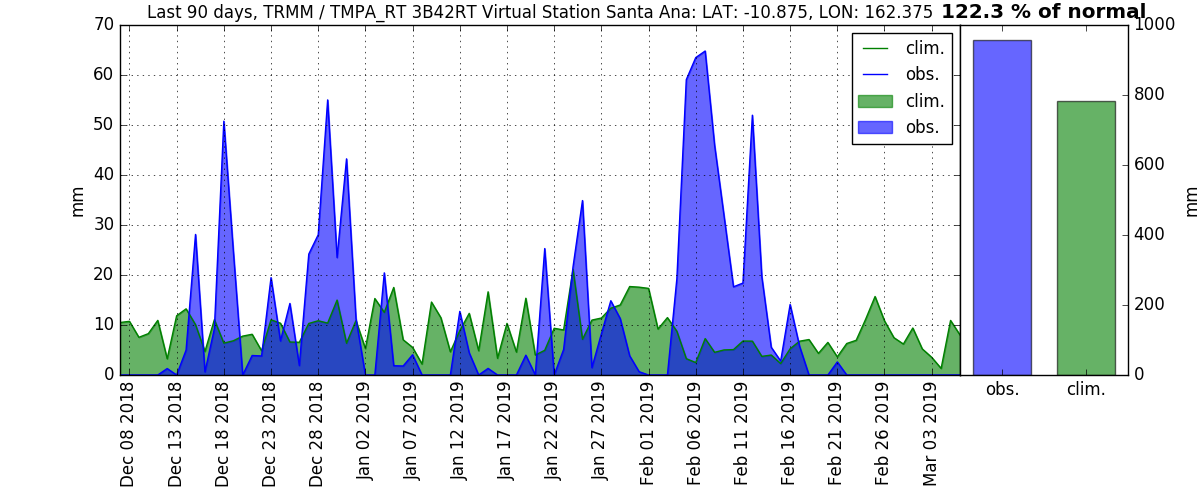 Last 90 days, TRMM / TMPA_RT 3B42RT Virtual Station Santa Ana: LAT: -10.875, LON: 162.375 122.3 % of normal
70
60
50
40
30
20
10
0
mm
clim.
obs.
clim.
obs.
Dec 08 2018
Dec 13 2018
Dec 18 2018
Dec 23 2018
Dec 28 2018
Jan 02 2019
Jan 07 2019
Jan 12 2019
Jan 17 2019
Jan 22 2019
Jan 27 2019
Feb 01 2019
Feb 06 2019
Feb 11 2019
Feb 16 2019
Feb 21 2019
Feb 26 2019
Mar 03 2019
1000
800
600
400
200
0
mm
obs.
clim.